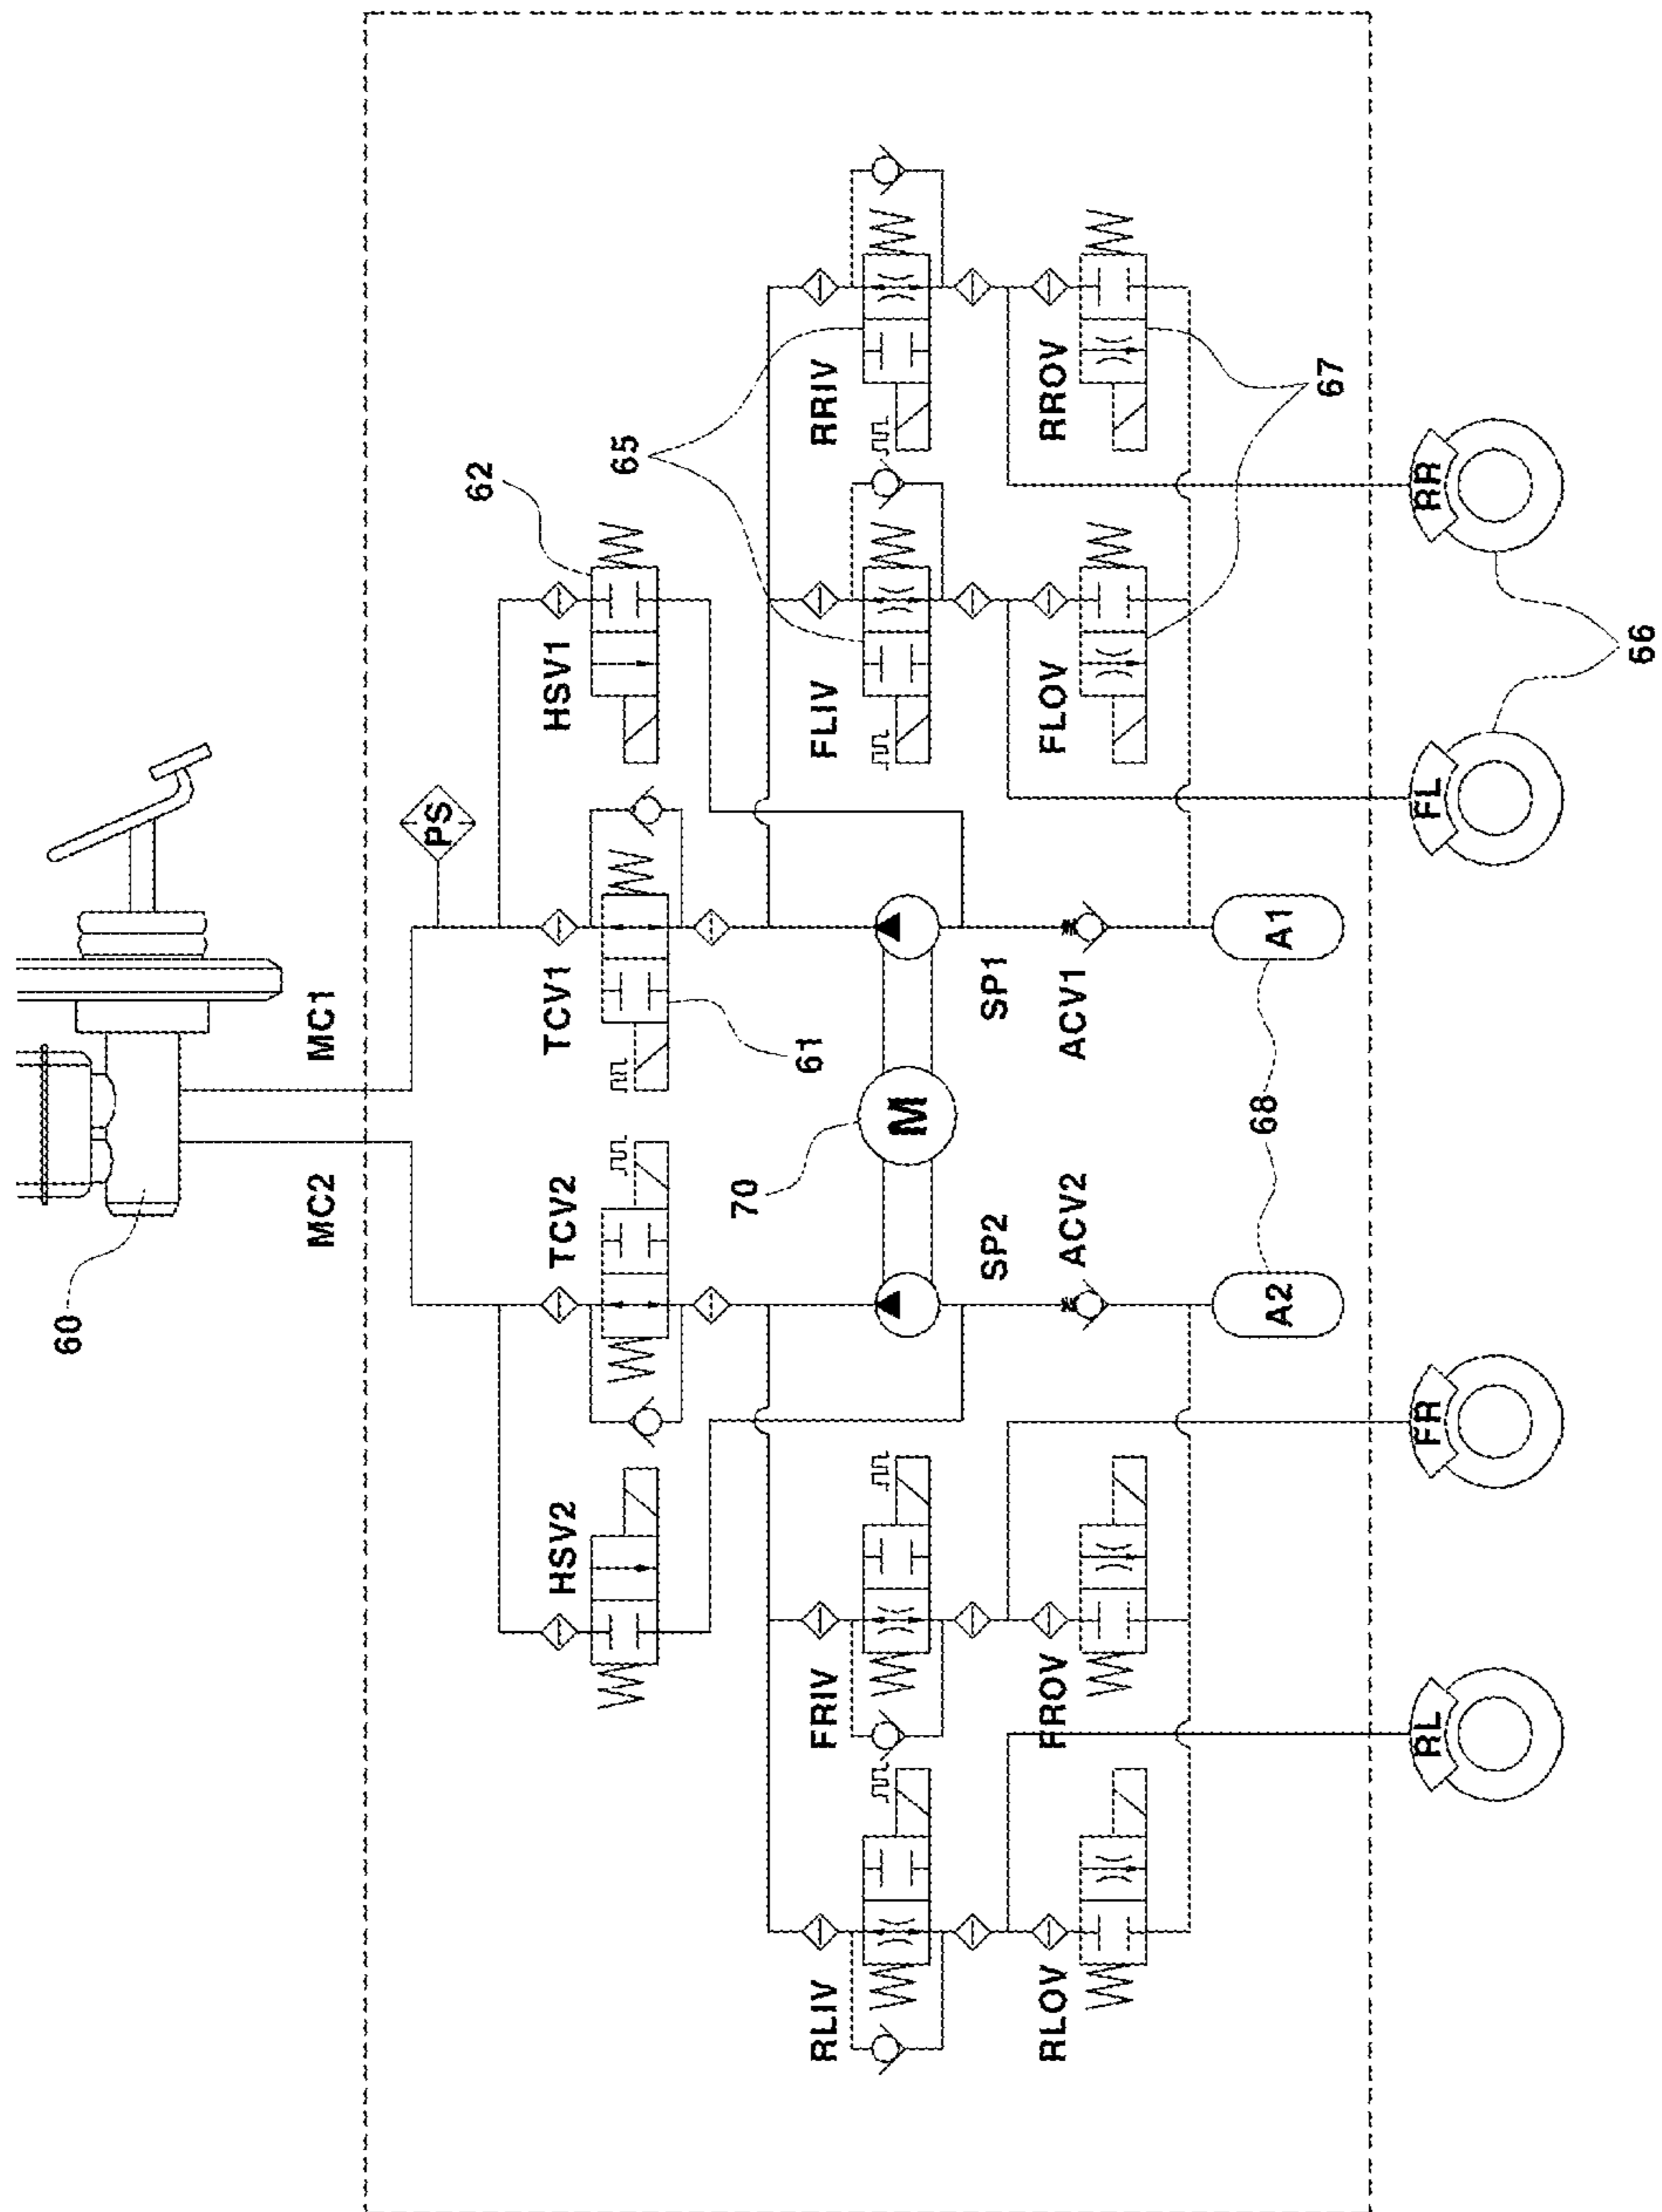 60
MC2
MC1
PS
62
HSV2
TCV2
TCV1
HSV1
61
65
70
M
RLIV
FRIV
FLIV
RRIV
SP2
SP1
RLOV
FROV
ACV2
ACV1
FLOV
RROV
A2
68
A1
67
RL
FR
FL
RR
66